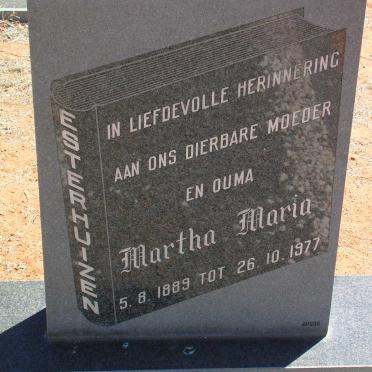 ESTERHUIZEN
IN LIEFDEVOLLE HERINNERING
AAN ONS DIERBARE MOEDER
EN OUMA
Martha Maria
5. 8. 1889 TOT 26. 10. 1977